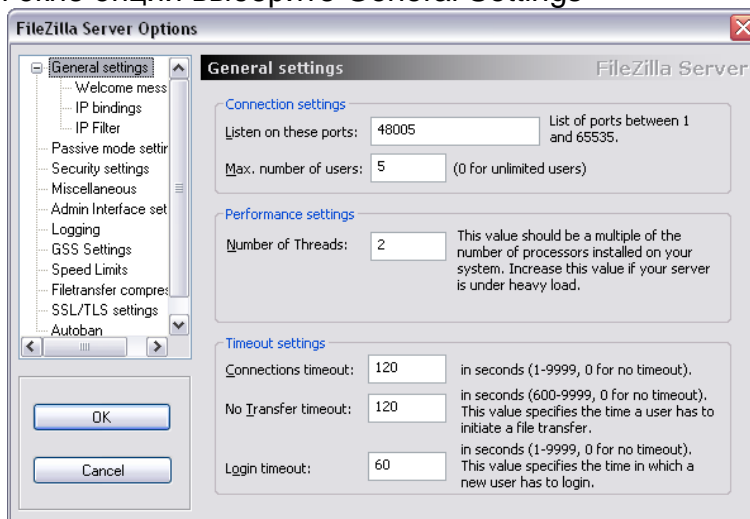 окне опций выберите General Settings
FileZilla Server Options
General settings
Welcome mess
IP bindings
IP Filter
Passive mode settir
Security settings
Miscellaneous
Admin Interface set
Logging
GSS Settings
Speed Limits
Filetransfer compres
SSL/TLS settings
Autoban
OK
Cancel
General settings
FileZilla Server
Connection settings
Listen on these ports: 48005 List of ports between 1
and 65535.
Max. number of users: 5 (0 for unlimited users)
Performance settings
Number of Threads: 2 This value should be a multiple of the
number of processors installed on your
system. Increase this value if your server
is under heavy load.
Timeout settings
Connections timeout: 120 in seconds (1-9999, 0 for no timeout).
No Transfer timeout: 120 in seconds (600-9999, 0 for no timeout).
This value specifies the time a user has to
initiate a file transfer.
Login timeout: 60 in seconds (1-9999, 0 for no timeout).
This value specifies the time in which a
new user has to login.